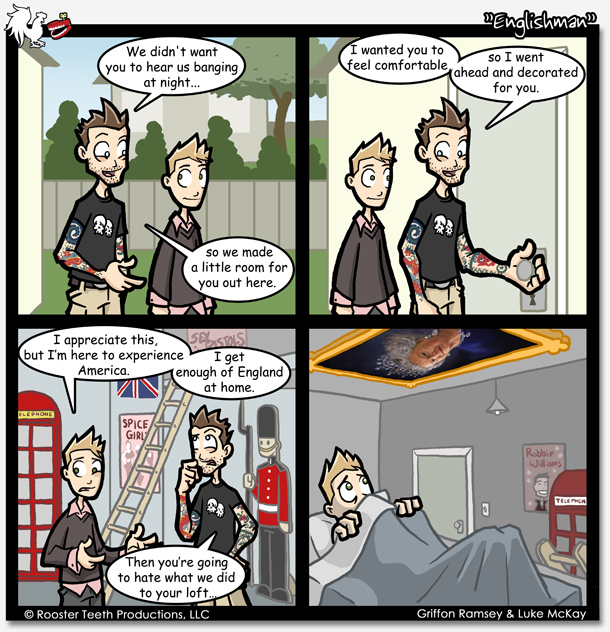 "Englishman"
We didn't want
you to hear us banging
at night...
so we made
a little room for
you out here.
I wanted you to
feel comfortable
so I went
ahead and decorated
for you.
I appreciate this,
but I'm here to experience
America.
I get
enough of England
at home.
SEX
PISTOLS
TELEPHONE
SPICE
GIRLS
Then you're going
to hate what we did
to your loft...
Robbie
Williams
TELEPHONE
© Rooster Teeth Productions, LLC
Griffon Ramsey & Luke McKay